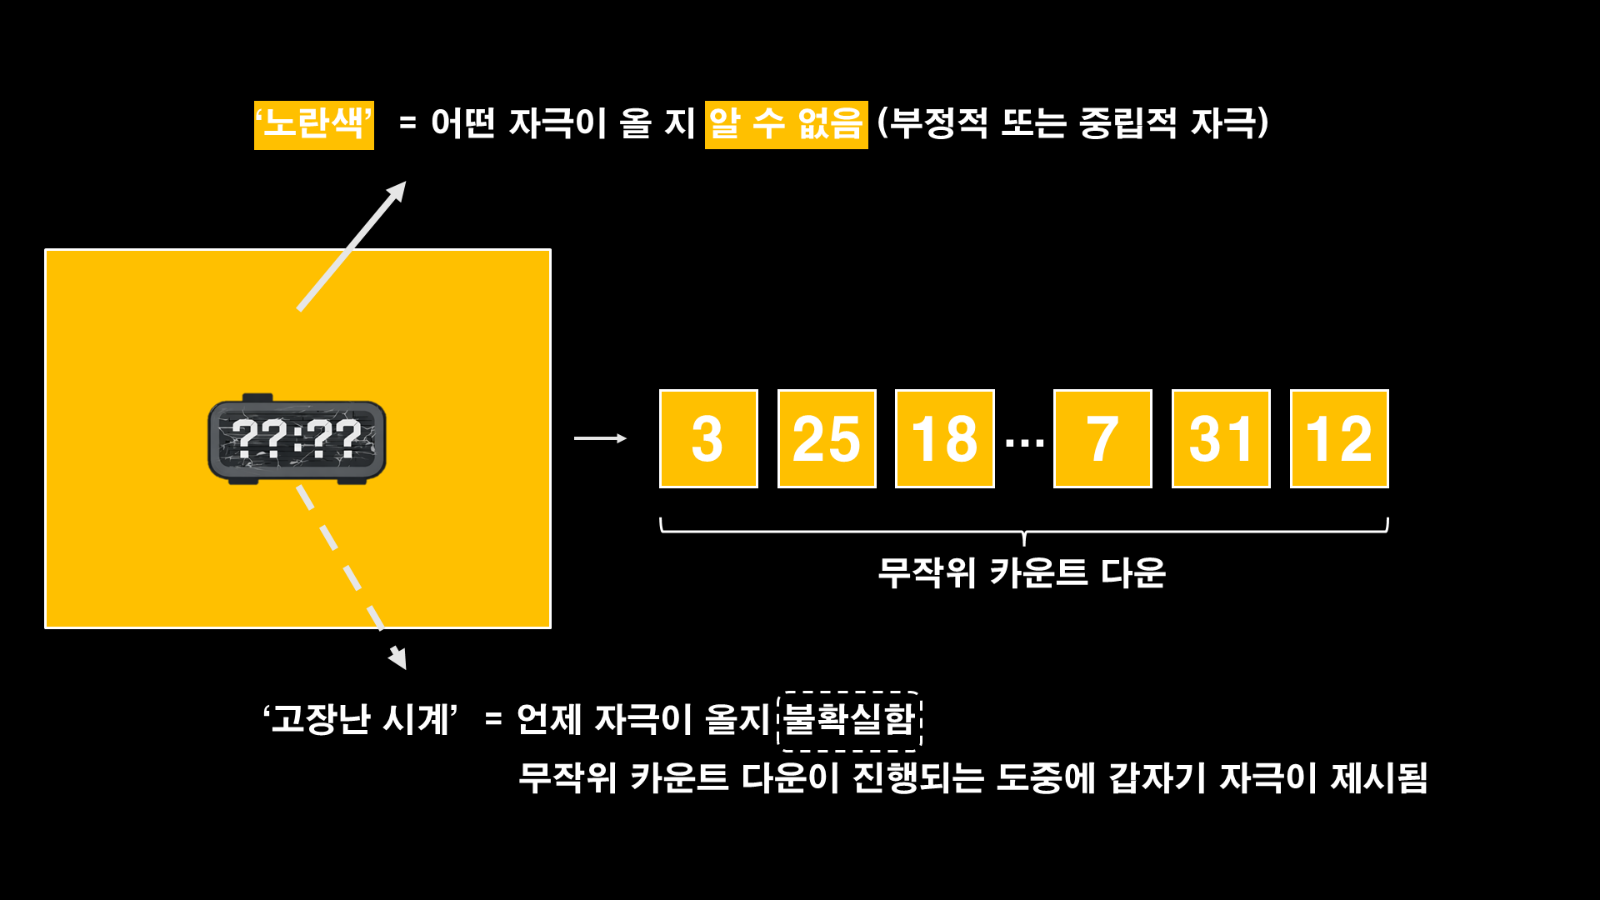 ‘노란색’ = 어떤 자극이 올 지 알 수 없음 (부정적 또는 중립적 자극)
??:??
3 25 18 ... 7 31 12
무작위 카운트 다운
‘고장난 시계’ = 언제 자극이 올지 불확실함
무작위 카운트 다운이 진행되는 도중에 갑자기 자극이 제시됨